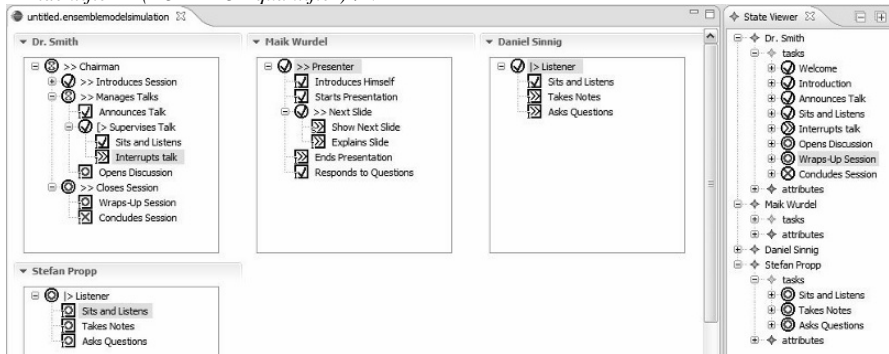 untitled.ensemblemodelsimulation
Dr. Smith
>> Chairman
>> Introduces Session
>> Manages Talks
Announces Talk
[> Supervises Talk
Sits and Listens
Interrupts talk
Opens Discussion
>> Closes Session
Wraps-Up Session
Concludes Session
Maik Wurdel
>> Presenter
Introduces Himself
Starts Presentation
>> Next Slide
Show Next Slide
Explains Slide
Ends Presentation
Responds to Questions
Daniel Sinnig
[> Listener
Sits and Listens
Takes Notes
Asks Questions
Stefan Propp
[> Listener
Sits and Listens
Takes Notes
Asks Questions
State Viewer
Dr. Smith
tasks
Welcome
Introduction
Announces Talk
Sits and Listens
Interrupts talk
Opens Discussion
Wraps-Up Session
Concludes Session
attributes
Maik Wurdel
tasks
attributes
Daniel Sinnig
Stefan Propp
tasks
Sits and Listens
Takes Notes
Asks Questions
attributes